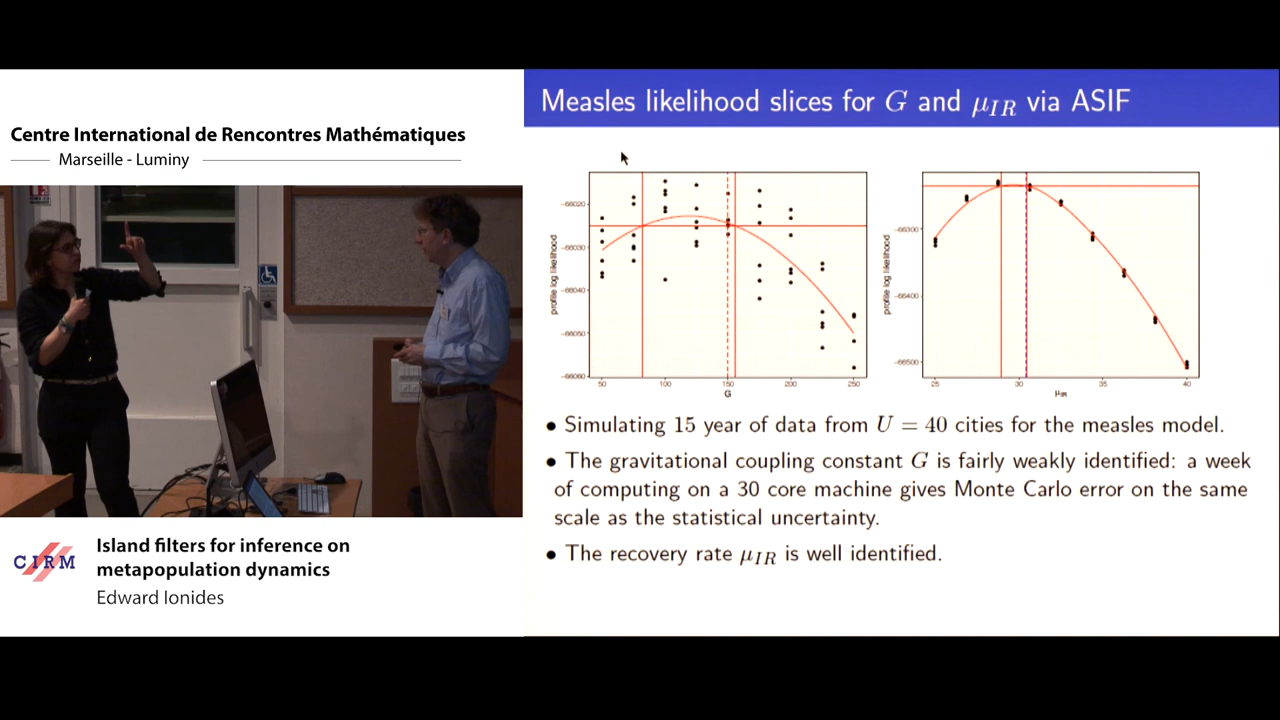 Centre International de Rencontres Mathématiques
Marseille - Luminy
CIRM
Island filters for inference on
metapopulation dynamics
Edward Ionides
Measles likelihood slices for G and μ_IR via ASIF
profile log likelihood
-66020
-66030
-66040
-66050
-66060
50 100 150 200 250
G
profile log likelihood
-66300
-66400
-66500
25 30 35 40
μIR
• Simulating 15 year of data from U = 40 cities for the measles model.
• The gravitational coupling constant G is fairly weakly identified: a week
of computing on a 30 core machine gives Monte Carlo error on the same
scale as the statistical uncertainty.
• The recovery rate μ_IR is well identified.